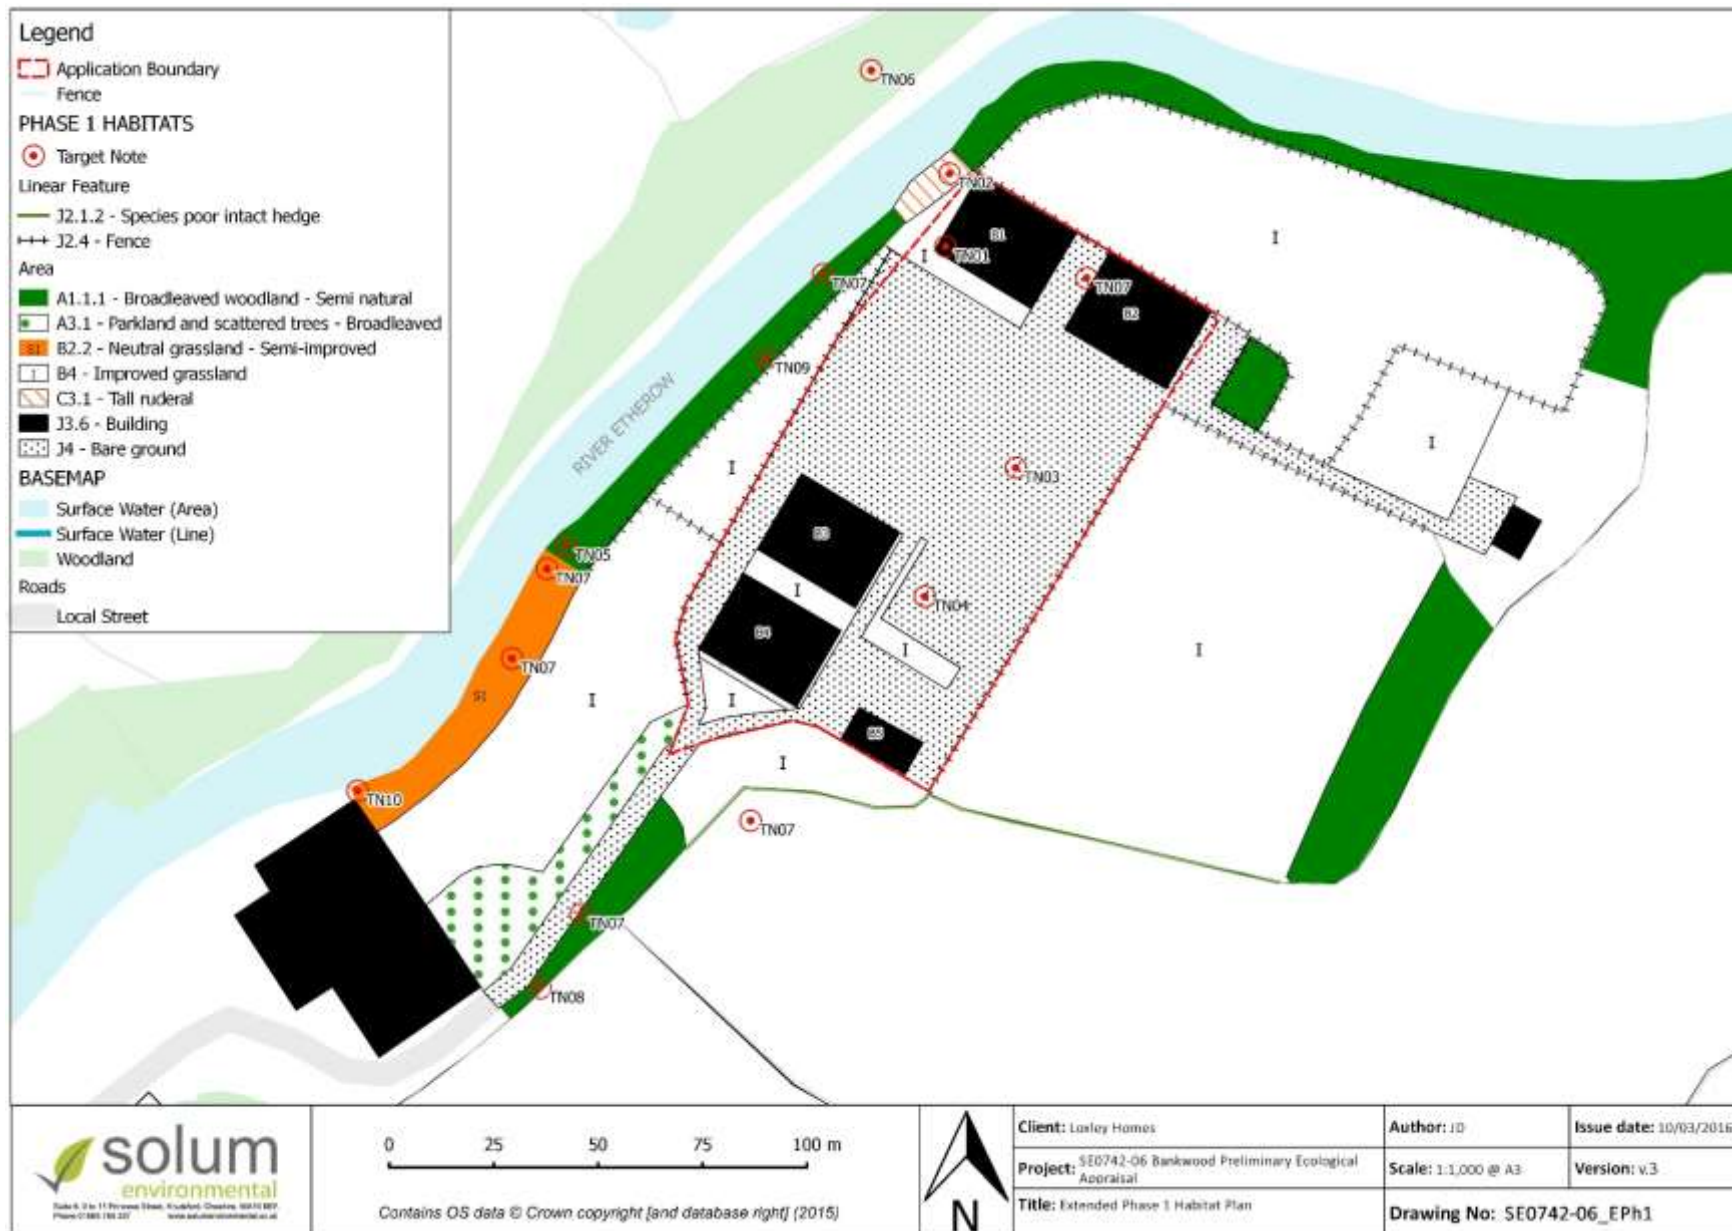 Legend
Application Boundary
Fence
PHASE 1 HABITATS
Target Note
Linear Feature
J2.1.2 - Species poor intact hedge
J2.4 - Fence
Area
A1.1.1 - Broadleaved woodland - Semi natural
A3.1 - Parkland and scattered trees - Broadleaved
SI B2.2 - Neutral grassland - Semi-improved
I B4 - Improved grassland
C3.1 - Tall ruderal
J3.6 - Building
J4 - Bare ground
BASEMAP
Surface Water (Area)
Surface Water (Line)
Woodland
Roads
Local Street
TN06
TN02
B1
I
I
TN01
TN07
TN07
B2
TN09
RIVER ETHEROW
I
I
TN03
B3
TN05
TN07
I
TN04
B4
I
I
TN07
SI
I
I
B5
I
TN10
TN07
TN07
TN08
solum
environmental
0 25 50 75 100 m
Contains OS data © Crown copyright [and database right] (2015)
N
Client: Loxley Homes
Author: JD
Issue date: 10/03/2016
Project: SE0742-06 Bankwood Preliminary Ecological
Appraisal
Scale: 1:1,000 @ A3
Version: v.3
Title: Extended Phase 1 Habitat Plan
Drawing No: SE0742-06_EPh1